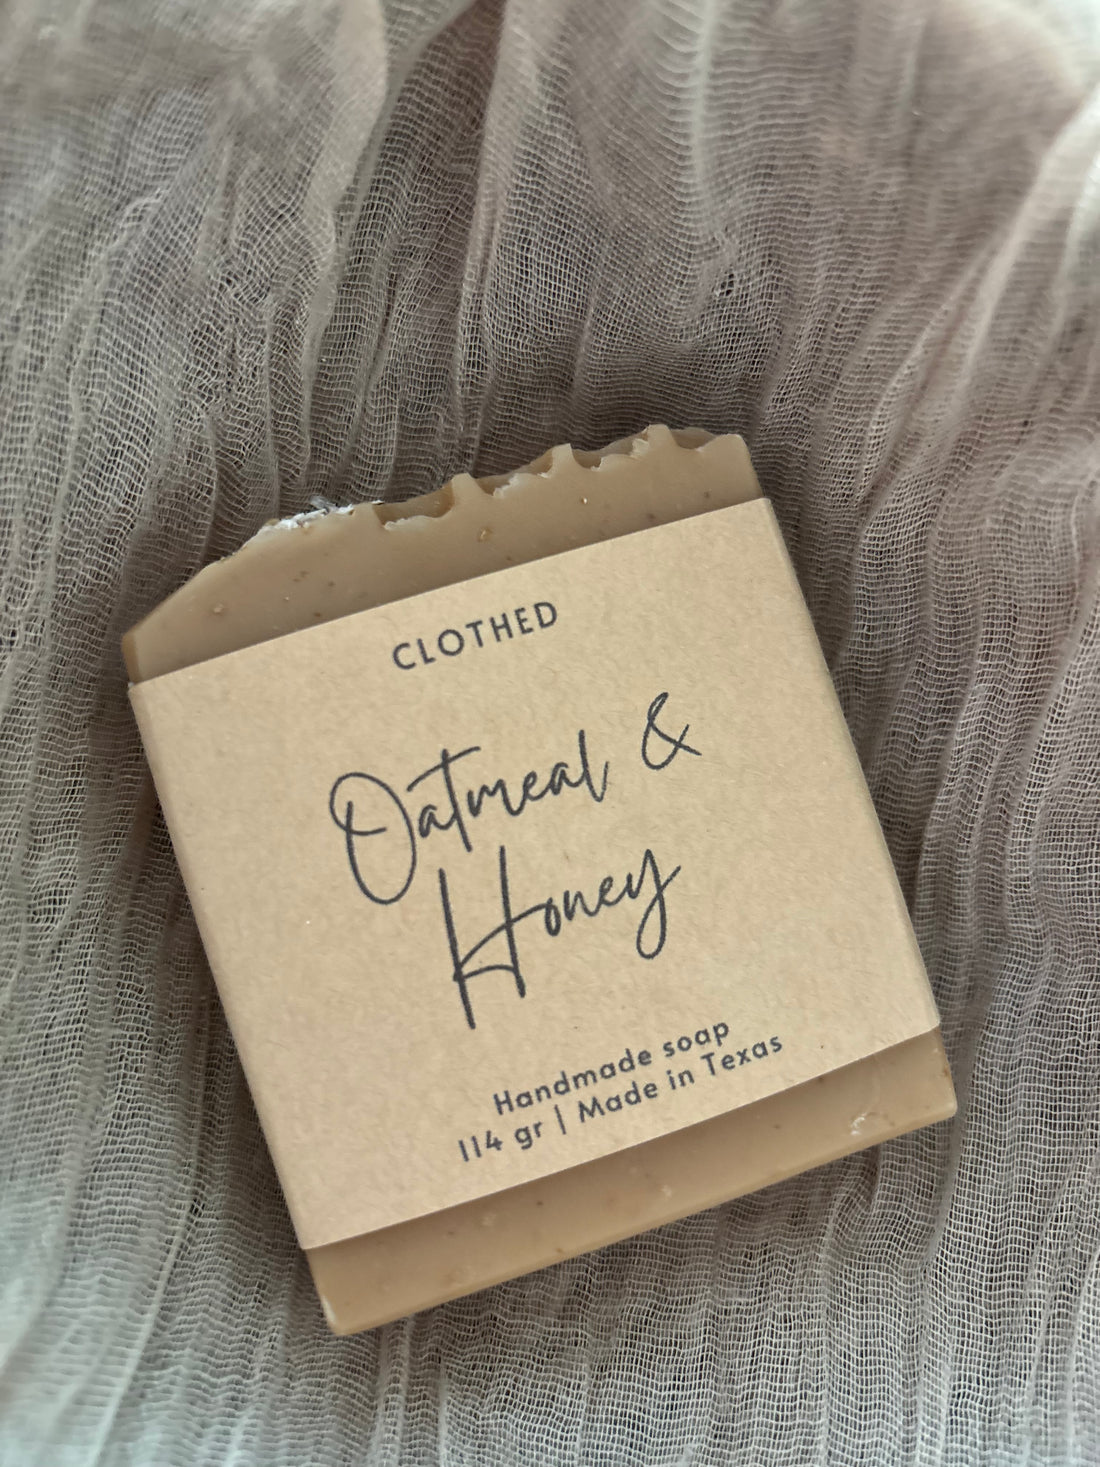 CLOTHED
Oatmeal &
Honey
Handmade soap
114 gr | Made in Texas